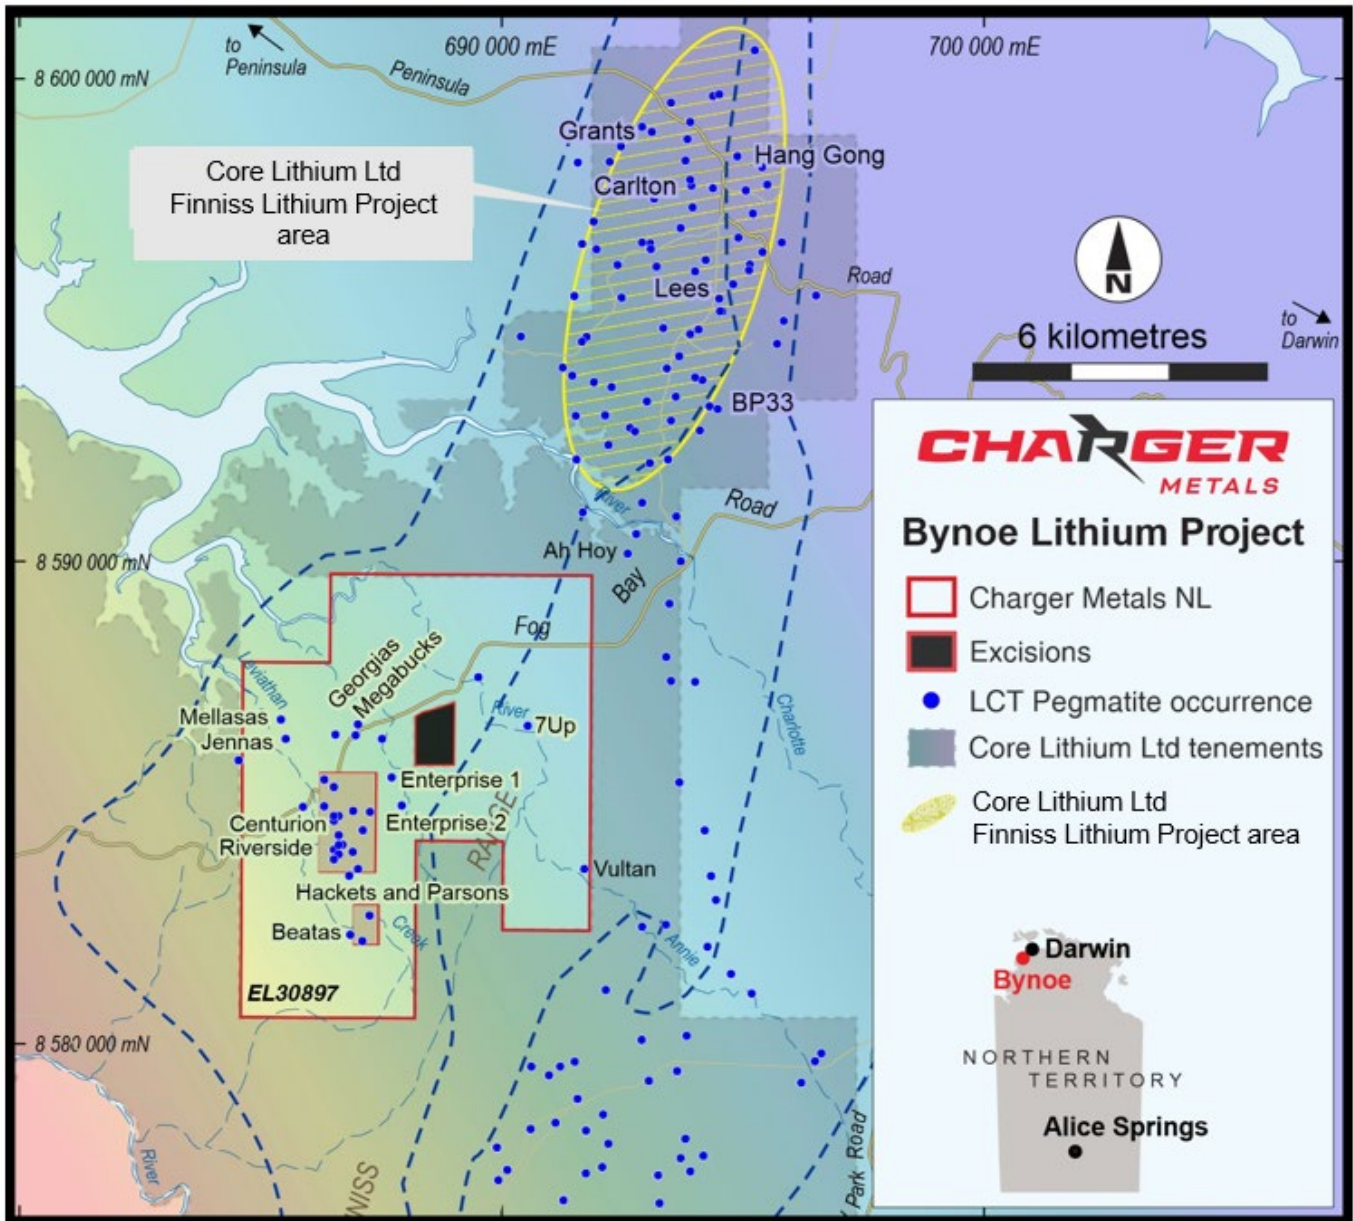 to
Peninsula
690 000 mE
700 000 mE
8 600 000 mN
Peninsula
Grants
Hang Gong
Core Lithium Ltd
Finniss Lithium Project
area
Carlton
N
Road
Lees
6 kilometres
to
Darwin
BP33
CHARGER
METALS
River
Road
Bynoe Lithium Project
8 590 000 mN
Ah Hoy
Bay
Charger Metals NL
Fog
Excisions
Georgias
Megabucks
Leviathan
LCT Pegmatite occurrence
Mellasas
River
7Up
Charlotte
Jennas
Core Lithium Ltd tenements
Enterprise 1
Core Lithium Ltd
Finniss Lithium Project area
Centurion
Enterprise 2
RANGE
Riverside
Vultan
Hackets and Parsons
Beatas
Creek
Annie
Darwin
Bynoe
EL30897
8 580 000 mN
NORTHERN
TERRITORY
Alice Springs
River
NISS
Park Road